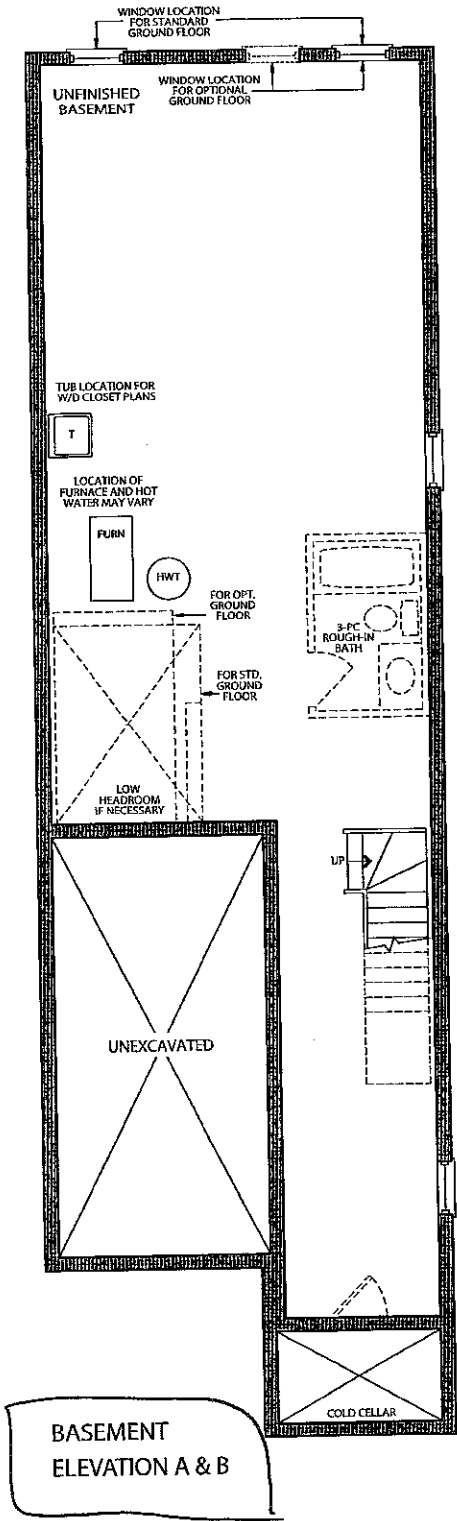 WINDOW LOCATION
FOR STANDARD
GROUND FLOOR
UNFINISHED
BASEMENT
WINDOW LOCATION
FOR OPTIONAL
GROUND FLOOR
TUB LOCATION FOR
W/D CLOSET PLANS
T
LOCATION OF
FURNACE AND HOT
WATER MAY VARY
FURN
HWT
FOR OPT.
GROUND
FLOOR
3-PC
ROUGH-IN
BATH
FOR STD.
GROUND
FLOOR
LOW
HEADROOM
IF NECESSARY
UP
UNEXCAVATED
COLD CELLAR
BASEMENT
ELEVATION A & B